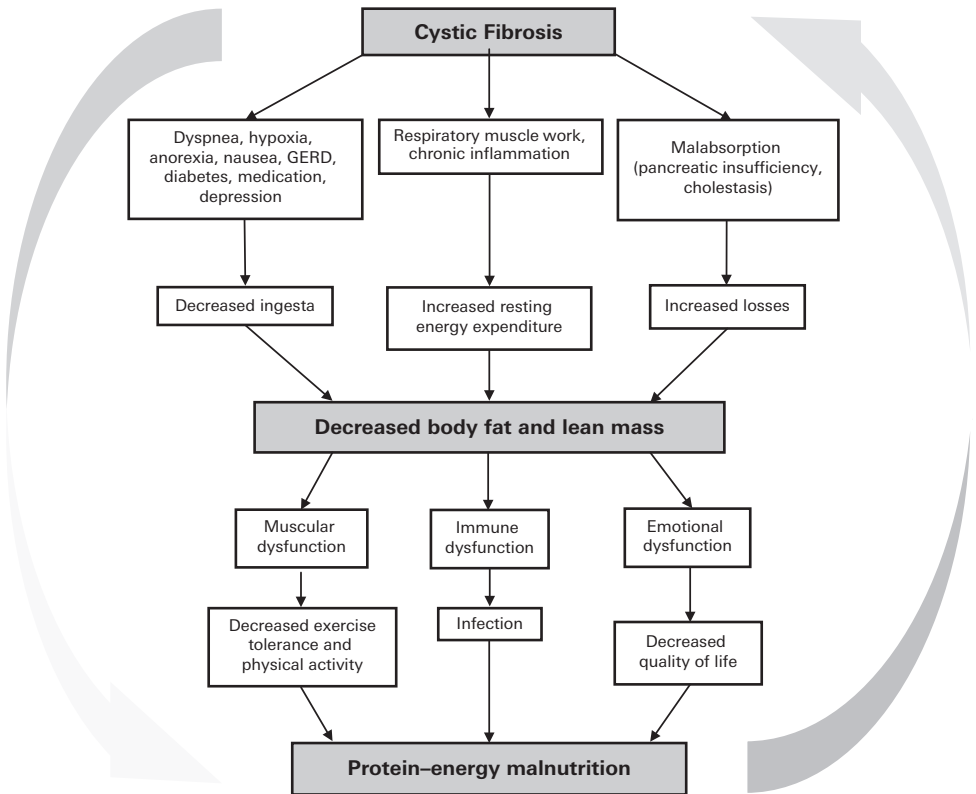 Cystic Fibrosis
Dyspnea, hypoxia,
anorexia, nausea, GERD,
diabetes, medication,
depression
Respiratory muscle work,
chronic inflammation
Malabsorption
(pancreatic insufficiency,
cholestasis)
Decreased ingesta
Increased resting
energy expenditure
Increased losses
Decreased body fat and lean mass
Muscular
dysfunction
Immune
dysfunction
Emotional
dysfunction
Decreased exercise
tolerance and
physical activity
Infection
Decreased
quality of life
Protein–energy malnutrition